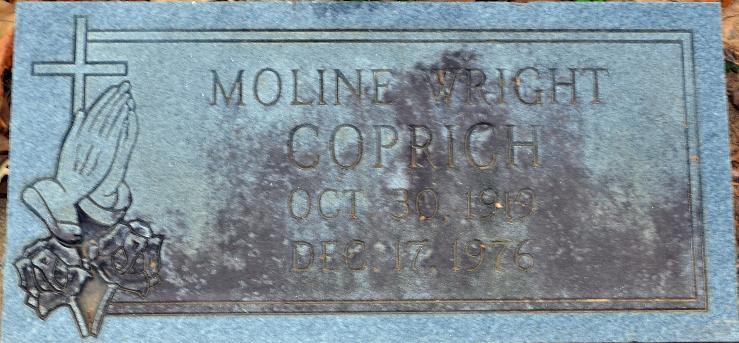 MOLINE WRIGHT
COPRICH
OCT. 30, 1919
DEC. 17, 1976